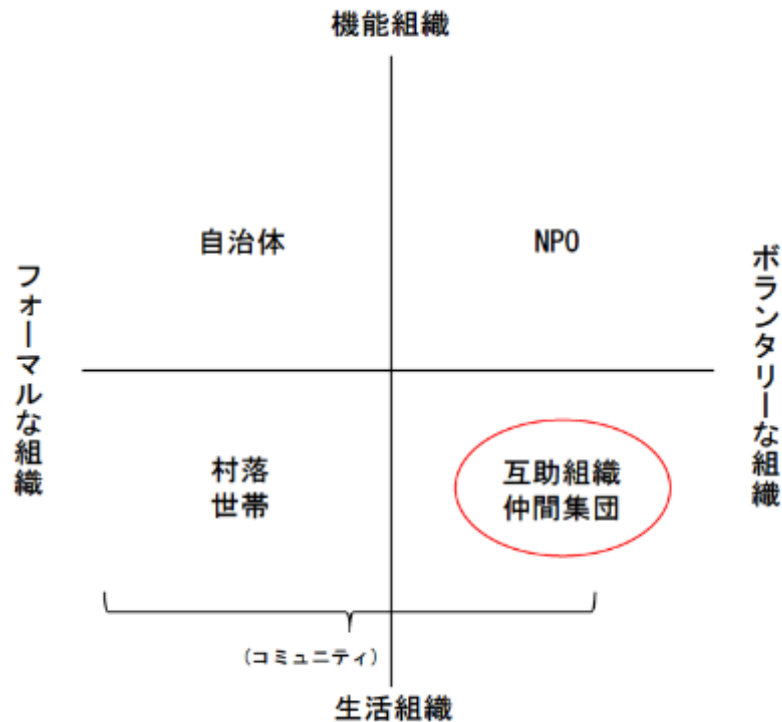 機能組織
自治体
NPO
フォーマルな組織
ボランタリーな組織
村落
世帯
互助組織
仲間集団
(コミュニティ)
生活組織